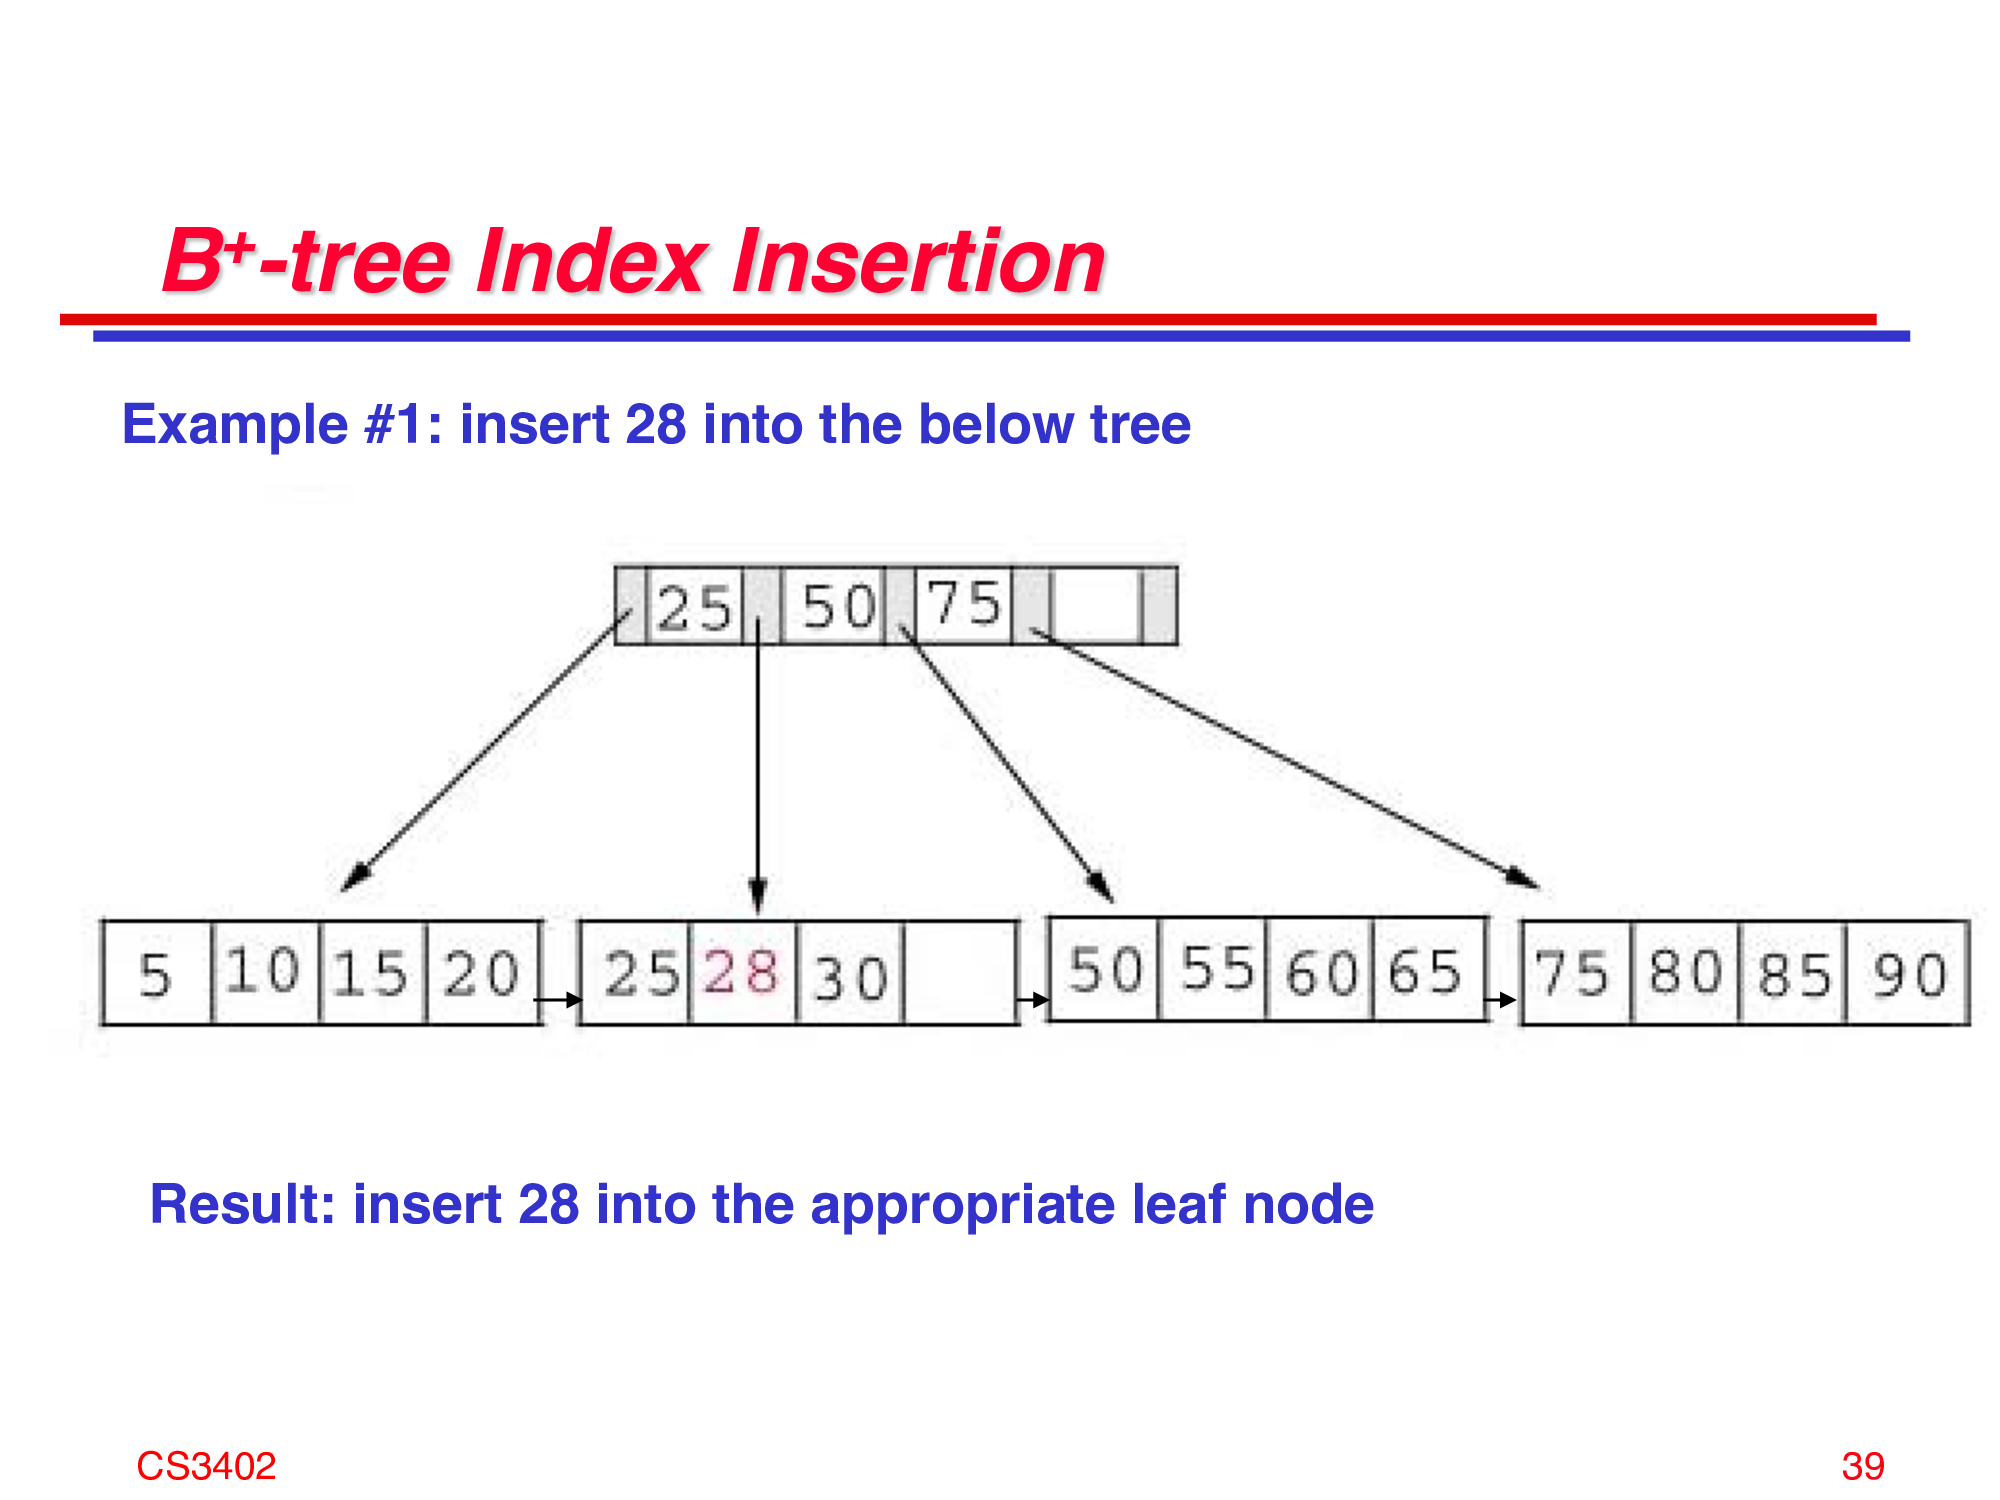 B+-tree Index Insertion
Example #1: insert 28 into the below tree
25 50 75
5 10 15 20 25 28 30 50 55 60 65 75 80 85 90
Result: insert 28 into the appropriate leaf node
CS3402 39